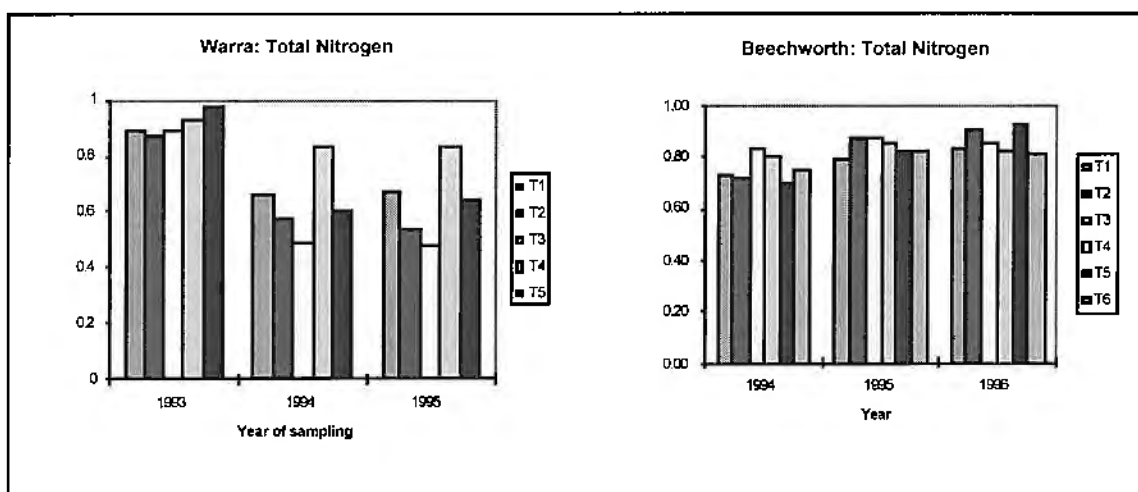 Warra: Total Nitrogen
1
0.8
0.6
0.4
0.2
0
1993 1994 1995
Year of sampling
T1
T2
T3
T4
T5
Beechworth: Total Nitrogen
1.00
0.80
0.60
0.40
0.20
0.00
1994 1995 1996
Year
T1
T2
T3
T4
T5
T6